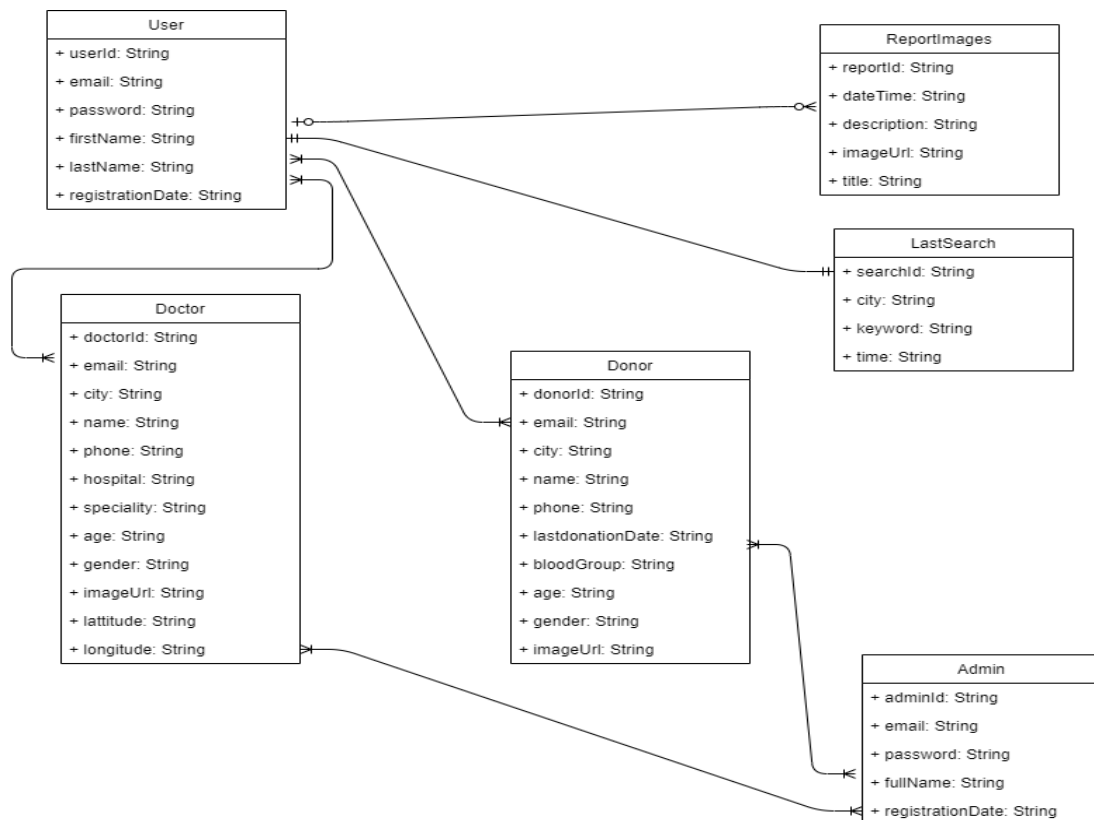 User
+ userId: String
+ email: String
+ password: String
+ firstName: String
+ lastName: String
+ registrationDate: String
ReportImages
+ reportId: String
+ dateTime: String
+ description: String
+ imageUrl: String
+ title: String
LastSearch
+ searchId: String
+ city: String
+ keyword: String
+ time: String
Doctor
+ doctorId: String
+ email: String
+ city: String
+ name: String
+ phone: String
+ hospital: String
+ speciality: String
+ age: String
+ gender: String
+ imageUrl: String
+ lattitude: String
+ longitude: String
Donor
+ donorId: String
+ email: String
+ city: String
+ name: String
+ phone: String
+ lastdonationDate: String
+ bloodGroup: String
+ age: String
+ gender: String
+ imageUrl: String
Admin
+ adminId: String
+ email: String
+ password: String
+ fullName: String
+ registrationDate: String